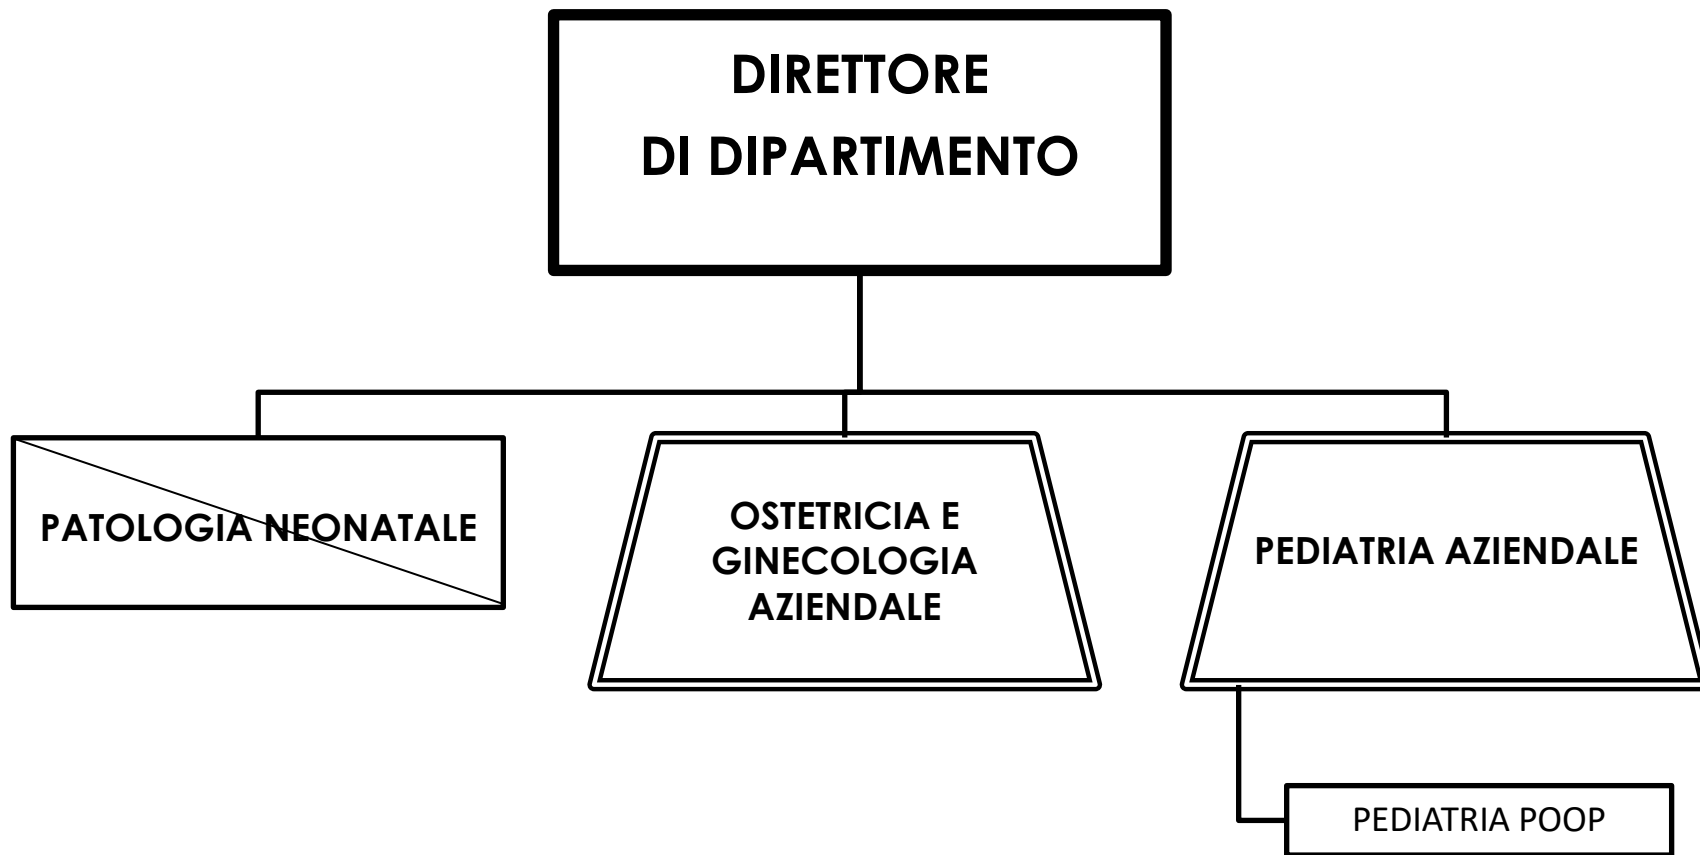 DIRETTORE
DI DIPARTIMENTO
PATOLOGIA NEONATALE
OSTETRICIA E
GINECOLOGIA
AZIENDALE
PEDIATRIA AZIENDALE
PEDIATRIA POOP